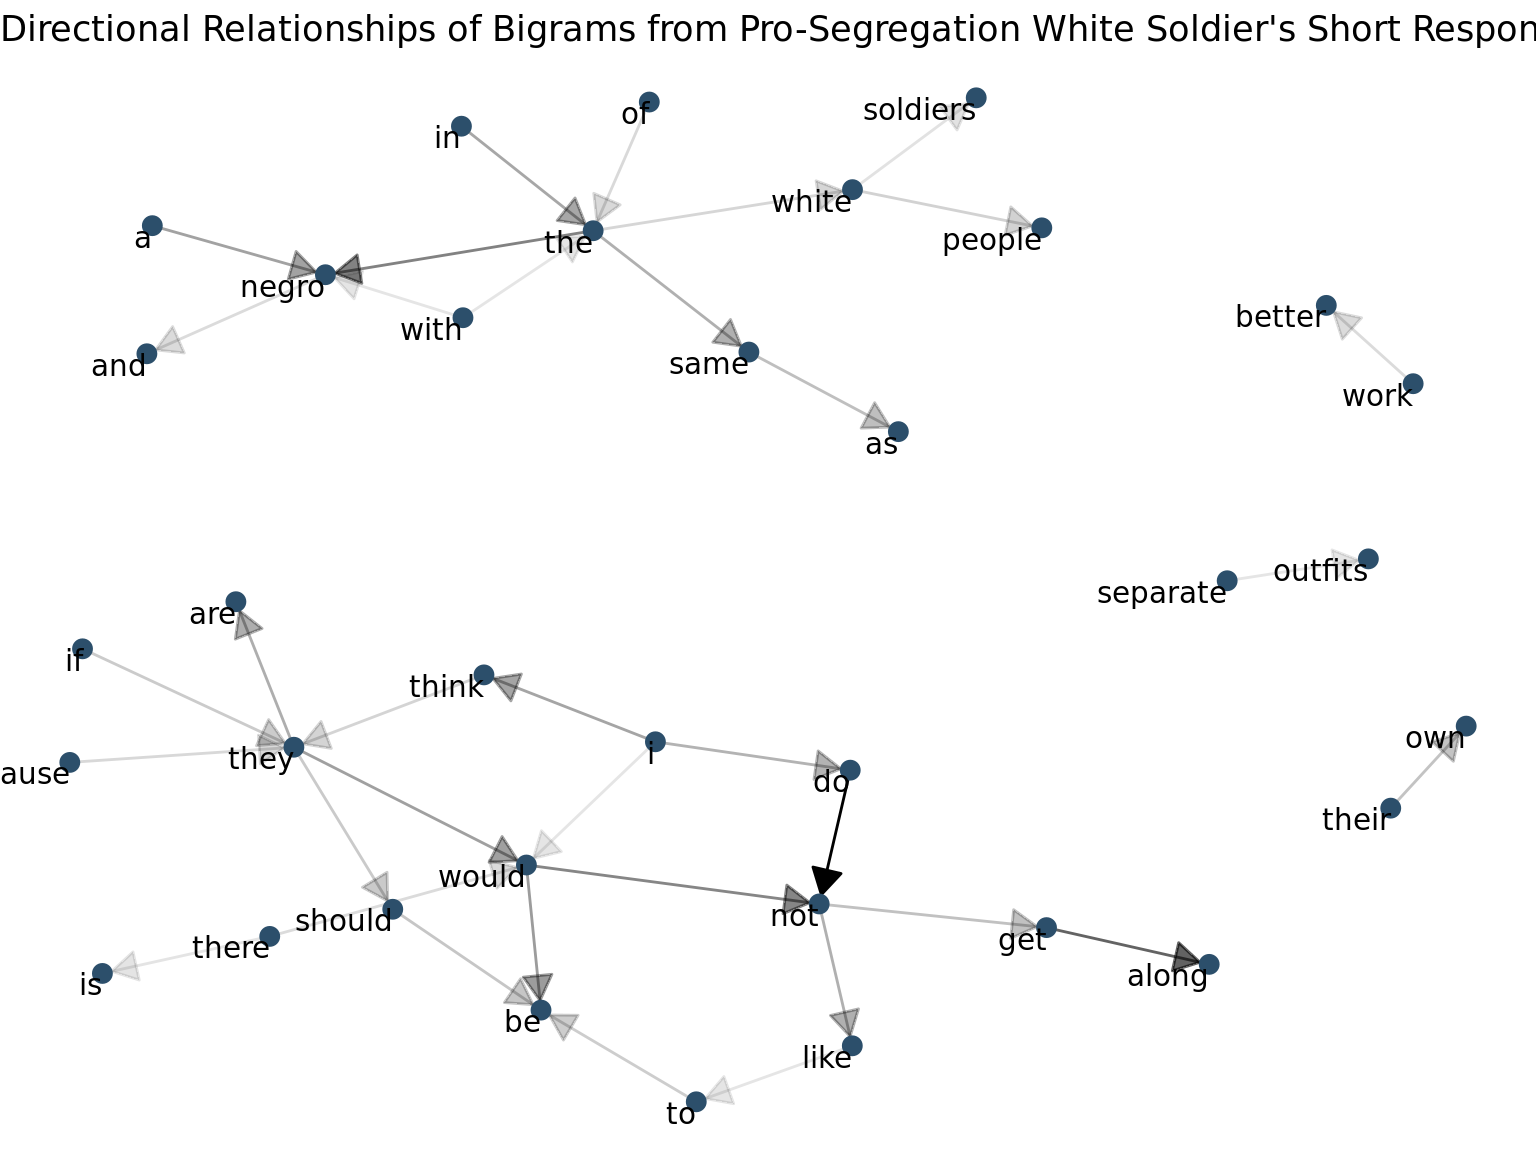 Directional Relationships of Bigrams from Pro-Segregation White Soldier's Short Respon
soldiers
of
in
white
a
the
people
negro
better
with
and
same
work
as
outfits
separate
are
if
think
own
i
they
ause
do
their
would
not
should
get
there
along
is
be
like
to